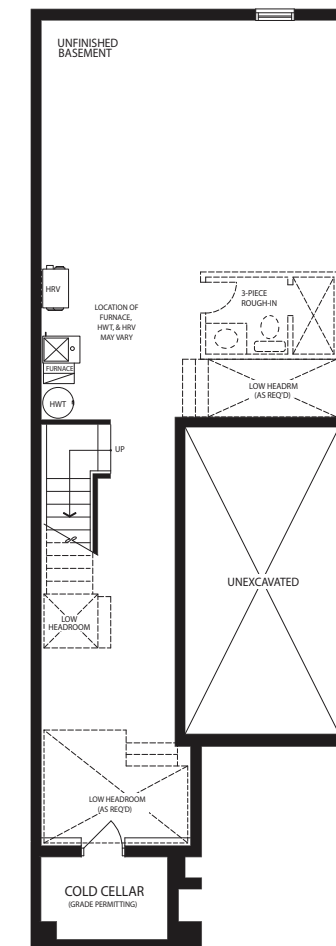 UNFINISHED
BASEMENT
HRV
LOCATION OF
FURNACE,
HWT, & HRV
MAY VARY
3-PIECE
ROUGH-IN
FURNACE
HWT
LOW HEADRM
(AS REQ'D)
UP
UNEXCAVATED
LOW
HEADROOM
LOW HEADROOM
(AS REQ'D)
COLD CELLAR
(GRADE PERMITTING)